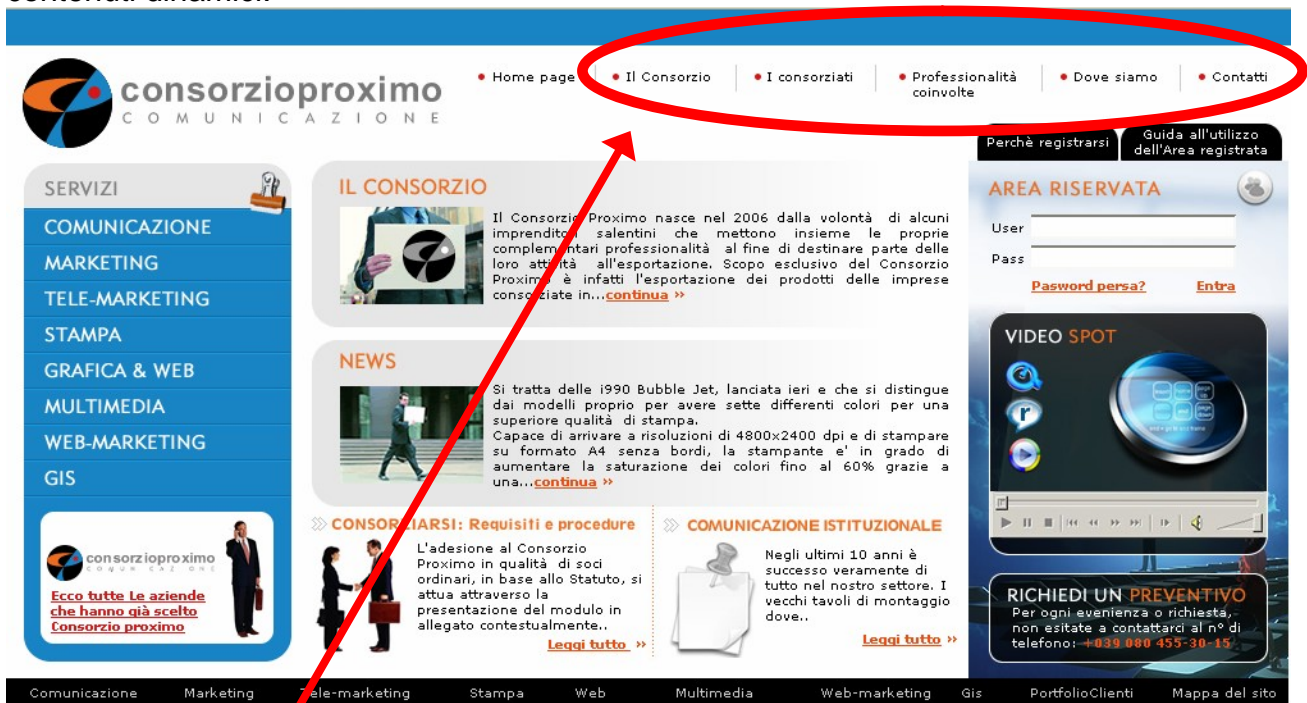 contenuti dinamici.
consorzioproximo
COMUNICAZIONE
• Home page
• Il Consorzio
• I consorziati
• Professionalità
coinvolte
• Dove siamo
• Contatti
Perchè registrarsi
Guida all'utilizzo
dell'Area registrata
SERVIZI
COMUNICAZIONE
MARKETING
TELE-MARKETING
STAMPA
GRAFICA & WEB
MULTIMEDIA
WEB-MARKETING
GIS
consorzioproximo
COMUNICAZIONE
Ecco tutte Le aziende
che hanno già scelto
Consorzio proximo
IL CONSORZIO
Il Consorzio Proximo nasce nel 2006 dalla volontà di alcuni
imprenditori salentini che mettono insieme le proprie
complementari professionalità al fine di destinare parte delle
loro attività all'esportazione. Scopo esclusivo del Consorzio
Proximo è infatti l'esportazione dei prodotti delle imprese
consorziate in...continua »
NEWS
Si tratta delle i990 Bubble Jet, lanciata ieri e che si distingue
dai modelli proprio per avere sette differenti colori per una
superiore qualità di stampa.
Capace di arrivare a risoluzioni di 4800x2400 dpi e di stampare
su formato A4 senza bordi, la stampante e' in grado di
aumentare la saturazione dei colori fino al 60% grazie a
una...continua »
» CONSORZIARSI: Requisiti e procedure
L'adesione al Consorzio
Proximo in qualità di soci
ordinari, in base allo Statuto, si
attua attraverso la
presentazione del modulo in
allegato contestualmente..
Leggi tutto »
» COMUNICAZIONE ISTITUZIONALE
Negli ultimi 10 anni è
successo veramente di
tutto nel nostro settore. I
vecchi tavoli di montaggio
dove..
Leggi tutto »
AREA RISERVATA
User
Pass
Pasword persa?
Entra
VIDEO SPOT
RICHIEDI UN PREVENTIVO
Per ogni evenienza o richiesta,
non esitate a contattarci al n° di
telefono: +039 080 455-30-15
Comunicazione
Marketing
Tele-marketing
Stampa
Web
Multimedia
Web-marketing
Gis
PortfolioClienti
Mappa del sito